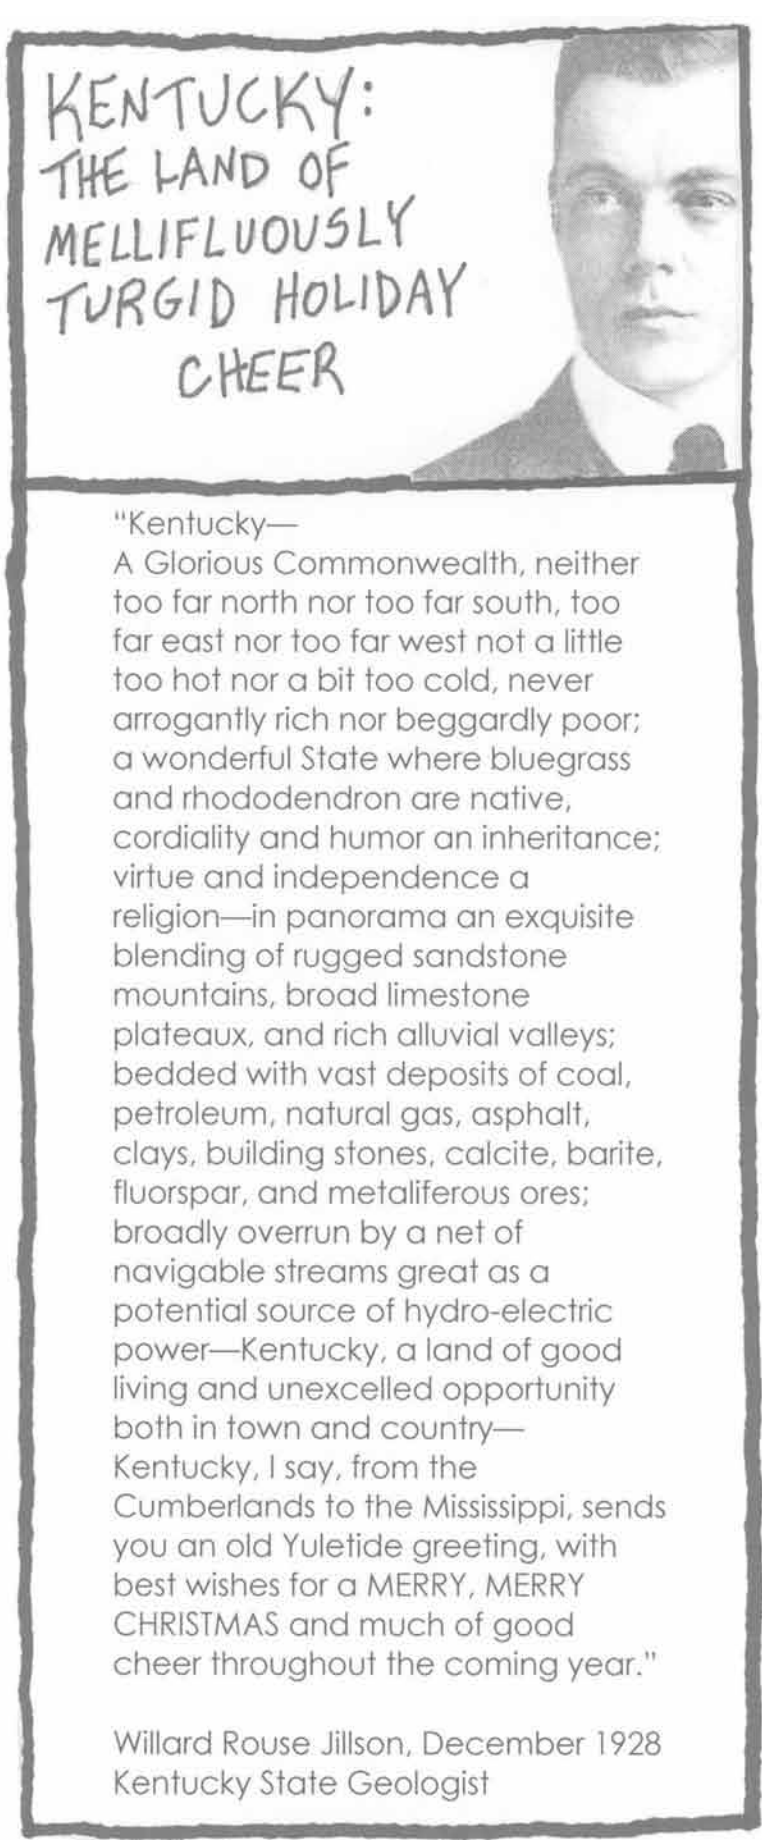 KENTUCKY:
THE LAND OF
MELLIFLUOUSLY
TURGID HOLIDAY
CHEER
"Kentucky—
A Glorious Commonwealth, neither
too far north nor too far south, too
far east nor too far west not a little
too hot nor a bit too cold, never
arrogantly rich nor beggardly poor;
a wonderful State where bluegrass
and rhododendron are native,
cordiality and humor an inheritance;
virtue and independence a
religion—in panorama an exquisite
blending of rugged sandstone
mountains, broad limestone
plateaux, and rich alluvial valleys;
bedded with vast deposits of coal,
petroleum, natural gas, asphalt,
clays, building stones, calcite, barite,
fluorspar, and metaliferous ores;
broadly overrun by a net of
navigable streams great as a
potential source of hydro-electric
power—Kentucky, a land of good
living and unexcelled opportunity
both in town and country—
Kentucky, I say, from the
Cumberlands to the Mississippi, sends
you an old Yuletide greeting, with
best wishes for a MERRY, MERRY
CHRISTMAS and much of good
cheer throughout the coming year."
Willard Rouse Jillson, December 1928
Kentucky State Geologist